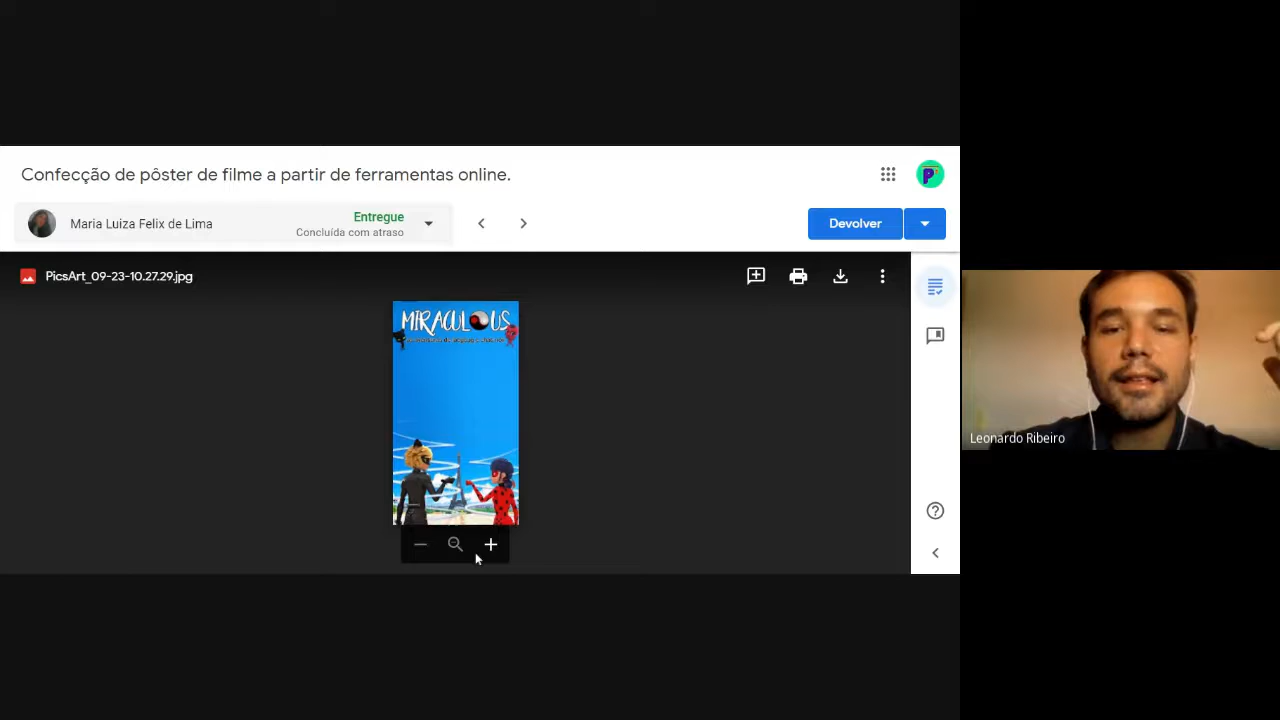 Confecção de pôster de filme a partir de ferramentas online.
Maria Luiza Felix de Lima
Entregue
Concluída com atraso
Devolver
PicsArt_09-23-10.27.29.jpg
MIRACULOUS
Leonardo Ribeiro